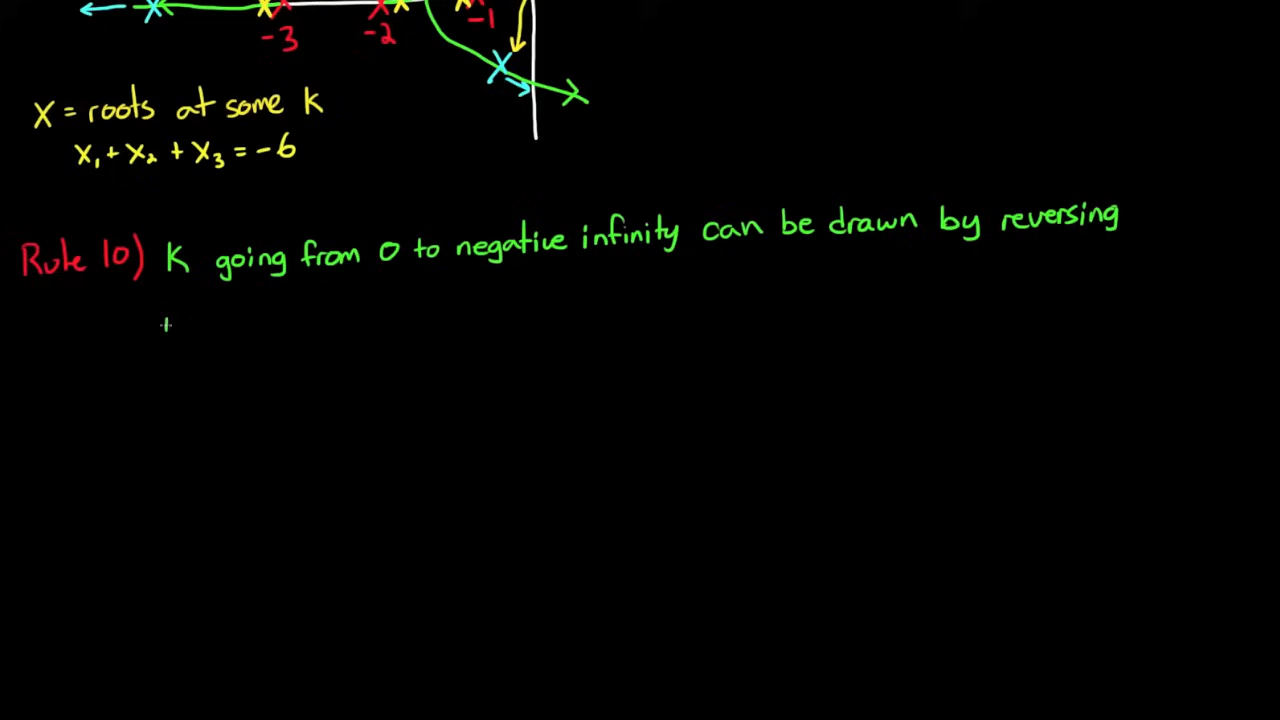 -3 -2 -1
X = roots at some k
X₁ + X₂ + X₃ = -6
Rule 10) K going from 0 to negative infinity can be drawn by reversing